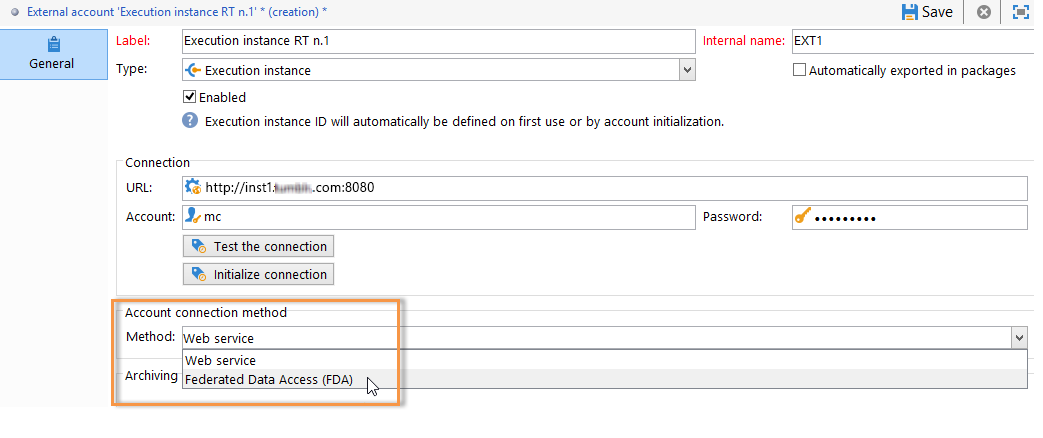 External account 'Execution instance RT n.1' * (creation) *
Save
General
Label: Execution instance RT n.1 Internal name: EXT1
Type: Execution instance Automatically exported in packages
Enabled
Execution instance ID will automatically be defined on first use or by account initialization.
Connection
URL: http://inst1. .com:8080
Account: mc Password: •••••••••
Test the connection
Initialize connection
Account connection method
Method: Web service
Web service
Archiving Federated Data Access (FDA)